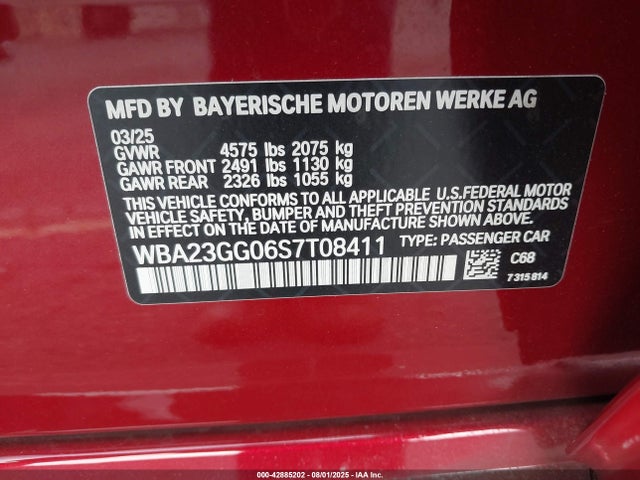 MFD BY BAYERISCHE MOTOREN WERKE AG
03/25
GVWR 4575 lbs 2075 kg
GAWR FRONT 2491 lbs 1130 kg
GAWR REAR 2326 lbs 1055 kg
THIS VEHICLE CONFORMS TO ALL APPLICABLE U.S.FEDERAL MOTOR
VEHICLE SAFETY, BUMPER AND THEFT PREVENTION STANDARDS
IN EFFECT ON THE DATE OF MANUFACTURE SHOWN ABOVE.
WBA23GG06S7T08411 TYPE: PASSENGER CAR
C68
7315814
000-42885202 - 08/01/2025 - IAA Inc.